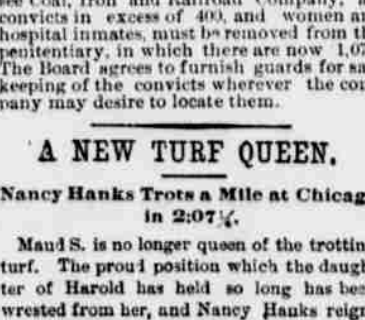 see Coal, Iron and Railroad Company, a
convicts in excess of 400, and women an
hospital inmates, must be removed from th
penitentiary, in which there are now 1,07
The Board agrees to furnish guards for sa
keeping of the convicts wherever the com
pany may desire to locate them.
A NEW TURF QUEEN.
Nancy Hanks Trots a Mile at Chicag
in 2:07¼.
Maud S. is no longer queen of the trottin
turf. The proud position which the daugh
ter of Harold has held so long has bee
wrested from her, and Nancy Hanks reign